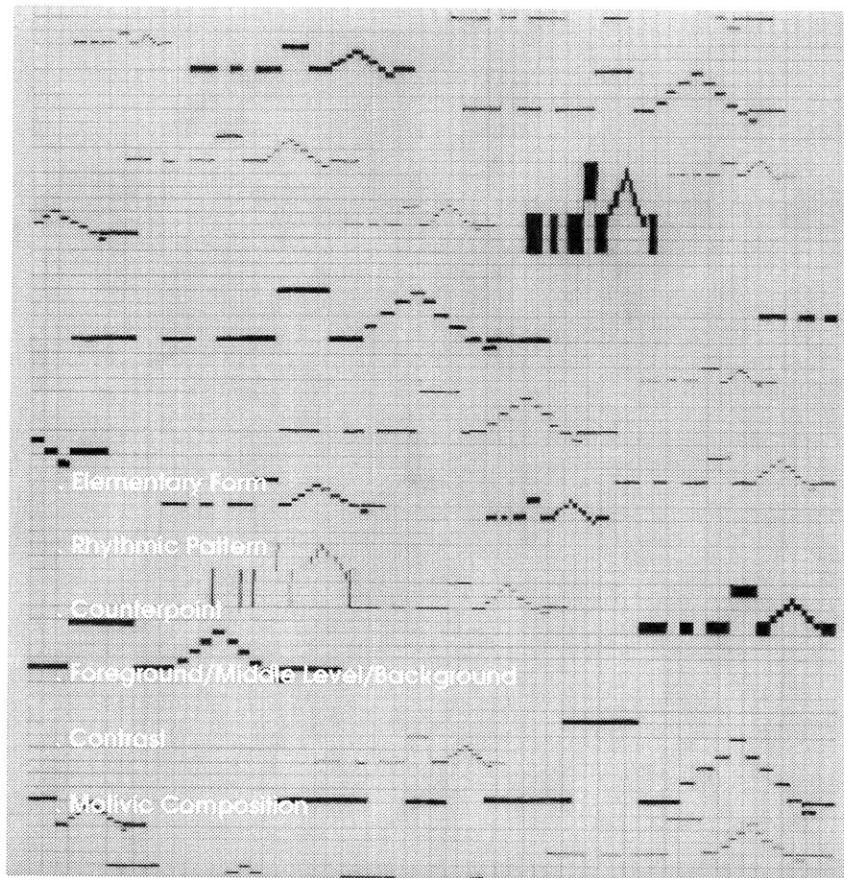 . Elementary Form
. Rhythmic Pattern
. Counterpoint
. Foreground/Middle Level/Background
. Contrast
. Motivic Composition